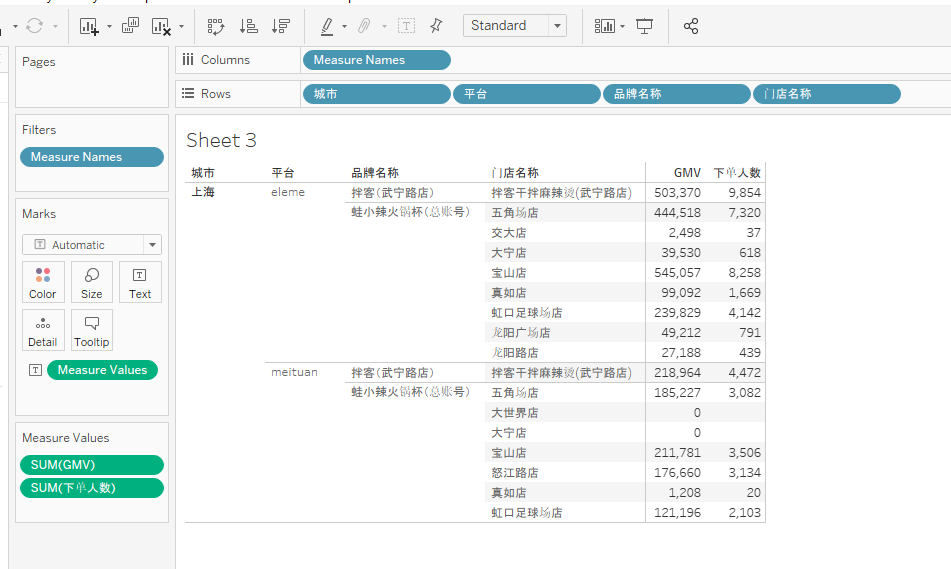 Standard
Pages
Columns
Measure Names
Rows
城市 平台 品牌名称 门店名称
Filters
Measure Names
Marks
Automatic
Color Size Text
Detail Tooltip
Measure Values
Measure Values
SUM(GMV)
SUM(下单人数)
Sheet 3
城市 平台 品牌名称 门店名称 GMV 下单人数
上海 eleme 拌客(武宁路店) 拌客干拌麻辣烫(武宁路店) 503,370 9,854
蛙小辣火锅杯(总账号) 五角场店 444,518 7,320
交大店 2,498 37
大宁店 39,530 618
宝山店 545,057 8,258
真如店 99,092 1,669
虹口足球场店 239,829 4,142
龙阳广场店 49,212 791
龙阳路店 27,188 439
meituan 拌客(武宁路店) 拌客干拌麻辣烫(武宁路店) 218,964 4,472
蛙小辣火锅杯(总账号) 五角场店 185,227 3,082
大世界店 0
大宁店 0
宝山店 211,781 3,506
怒江路店 176,660 3,134
真如店 1,208 20
虹口足球场店 121,196 2,103